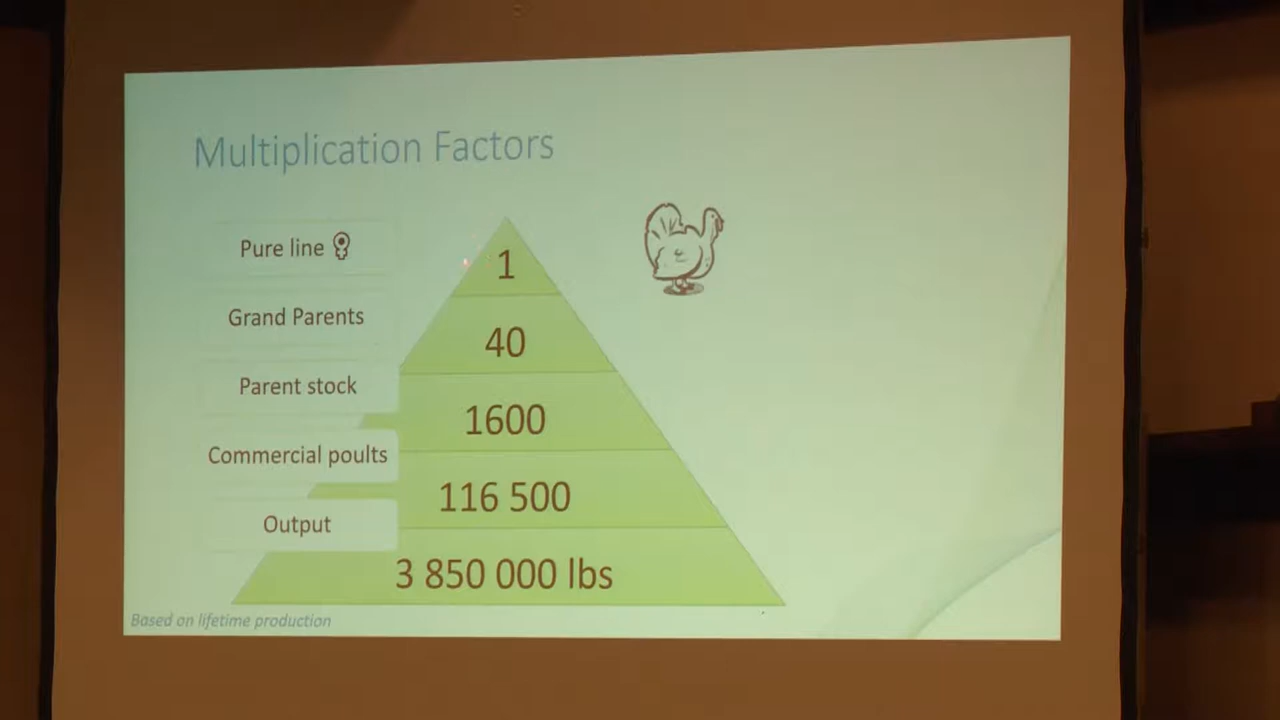 Multiplication Factors
Pure line
1
Grand Parents
40
Parent stock
1600
Commercial poults
116 500
Output
3 850 000 lbs
Based on lifetime production